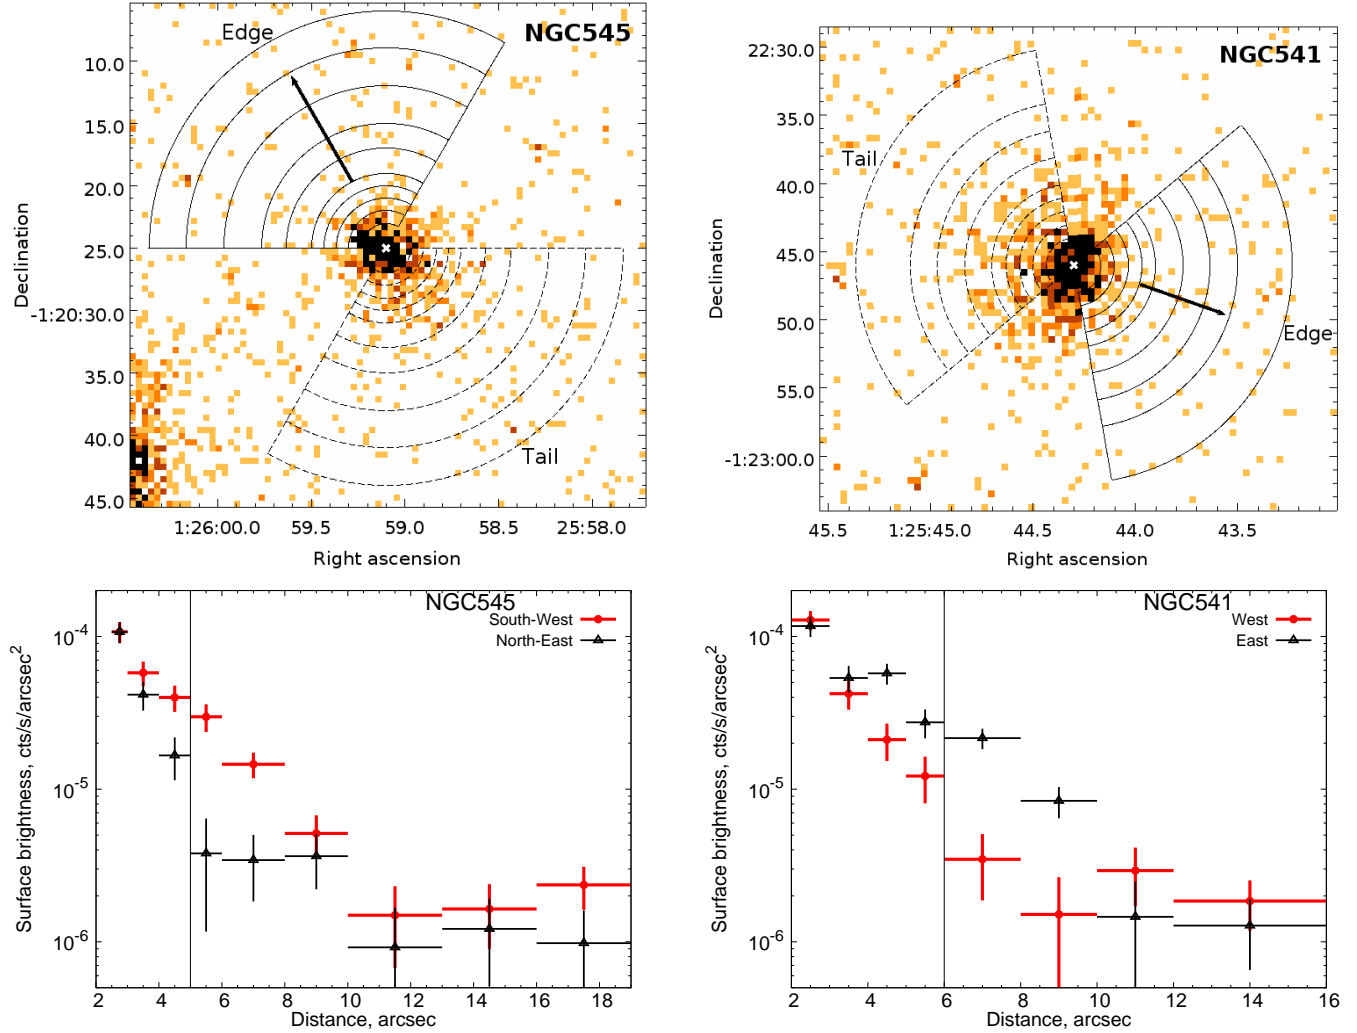 NGC545
Edge
Tail
10.0
15.0
20.0
25.0
-1:20:30.0
35.0
40.0
45.0
Declination
1:26:00.0 59.5 59.0 58.5 25:58.0
Right ascension
NGC541
Tail
Edge
22:30.0
35.0
40.0
45.0
50.0
55.0
-1:23:00.0
Declination
45.5 1:25:45.0 44.5 44.0 43.5
Right ascension
NGC545
South-West
North-East
10^-4
10^-5
10^-6
Surface brightness, cts/s/arcsec^2
2 4 6 8 10 12 14 16 18
Distance, arcsec
NGC541
West
East
10^-4
10^-5
10^-6
Surface brightness, cts/s/arcsec^2
2 4 6 8 10 12 14 16
Distance, arcsec